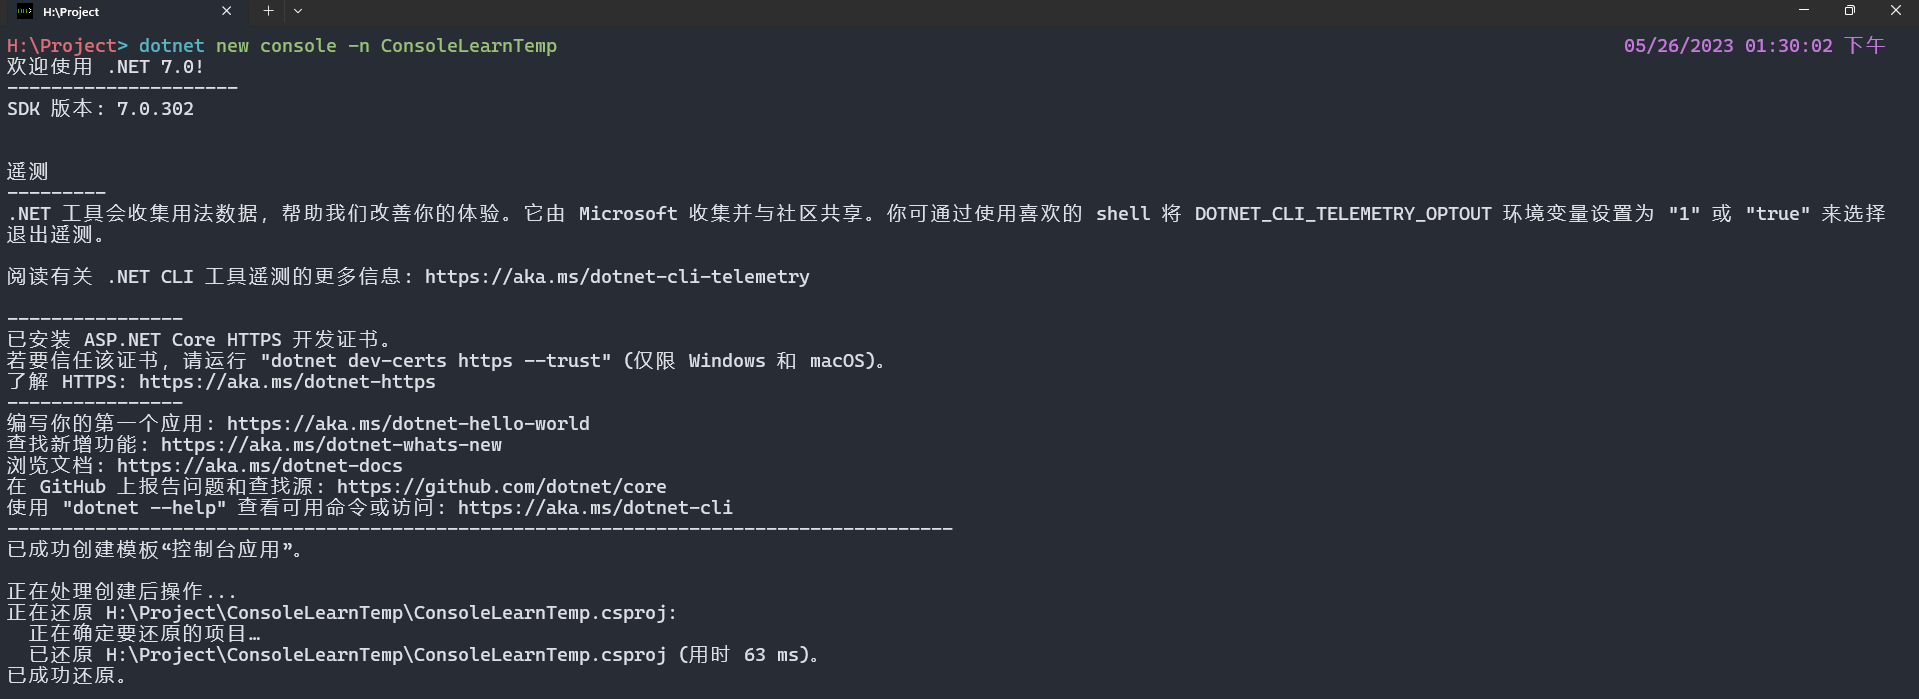 H:\Project
H:\Project> dotnet new console -n ConsoleLearnTemp 05/26/2023 01:30:02 下午
欢迎使用 .NET 7.0!
---------------------
SDK 版本: 7.0.302
遥测
---------
.NET 工具会收集用法数据，帮助我们改善你的体验。它由 Microsoft 收集并与社区共享。你可通过使用喜欢的 shell 将 DOTNET_CLI_TELEMETRY_OPTOUT 环境变量设置为 "1" 或 "true" 来选择
退出遥测。
阅读有关 .NET CLI 工具遥测的更多信息: https://aka.ms/dotnet-cli-telemetry
----------------
已安装 ASP.NET Core HTTPS 开发证书。
若要信任该证书，请运行 "dotnet dev-certs https --trust" (仅限 Windows 和 macOS)。
了解 HTTPS: https://aka.ms/dotnet-https
----------------
编写你的第一个应用: https://aka.ms/dotnet-hello-world
查找新增功能: https://aka.ms/dotnet-whats-new
浏览文档: https://aka.ms/dotnet-docs
在 GitHub 上报告问题和查找源: https://github.com/dotnet/core
使用 "dotnet --help" 查看可用命令或访问: https://aka.ms/dotnet-cli
--------------------------------------------------------------------------------------
已成功创建模板“控制台应用”。
正在处理创建后操作...
正在还原 H:\Project\ConsoleLearnTemp\ConsoleLearnTemp.csproj:
正在确定要还原的项目…
已还原 H:\Project\ConsoleLearnTemp\ConsoleLearnTemp.csproj (用时 63 ms)。
已成功还原。